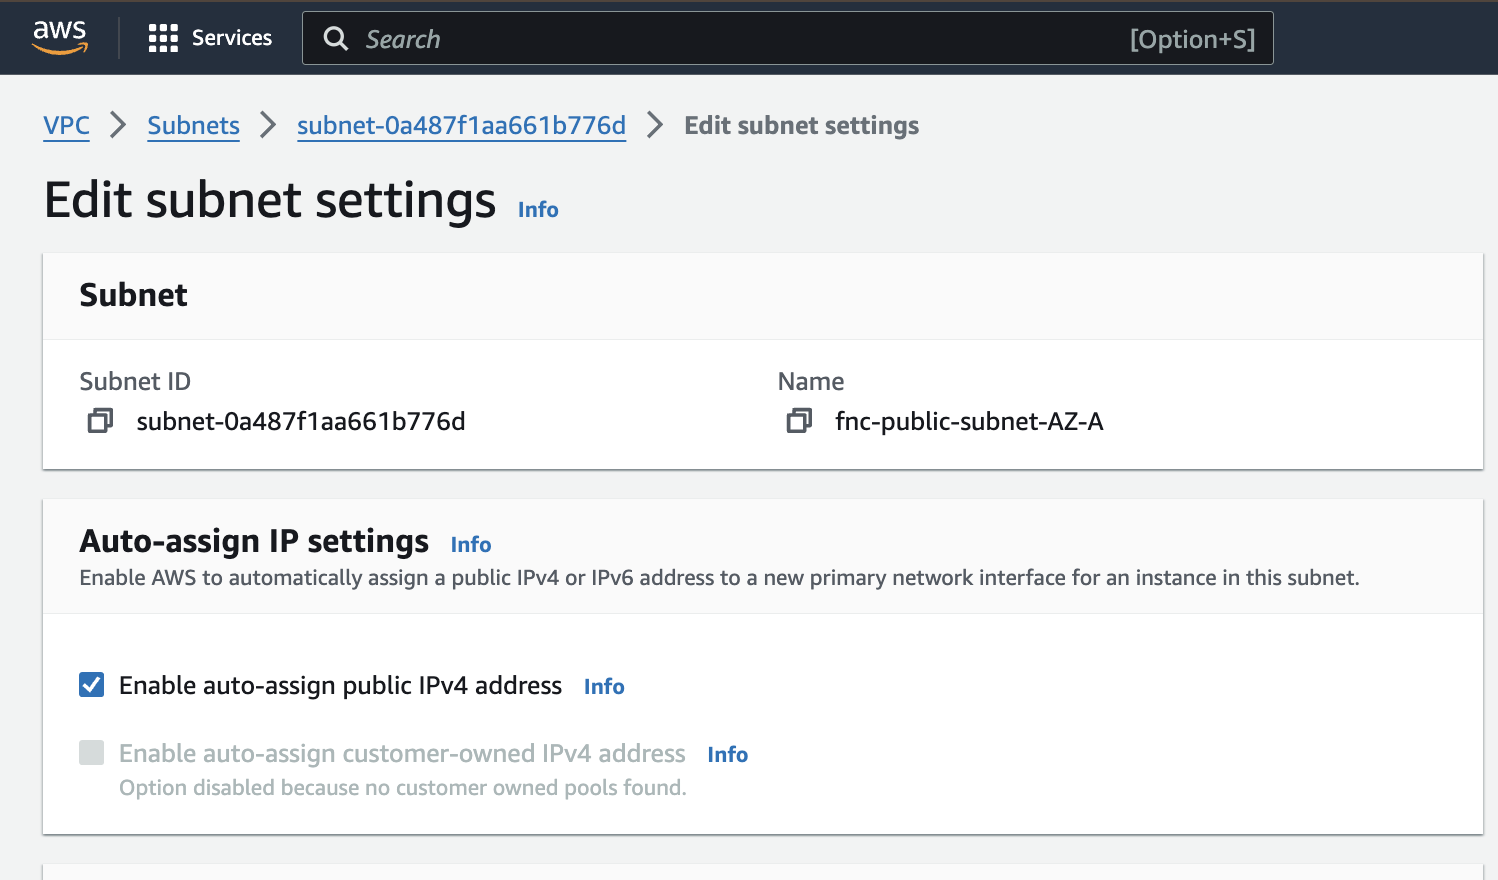 aws Services Search [Option+S]
VPC Subnets subnet-0a487f1aa661b776d Edit subnet settings
Edit subnet settings Info
Subnet
Subnet ID
subnet-0a487f1aa661b776d
Name
fnc-public-subnet-AZ-A
Auto-assign IP settings Info
Enable AWS to automatically assign a public IPv4 or IPv6 address to a new primary network interface for an instance in this subnet.
Enable auto-assign public IPv4 address Info
Enable auto-assign customer-owned IPv4 address Info
Option disabled because no customer owned pools found.